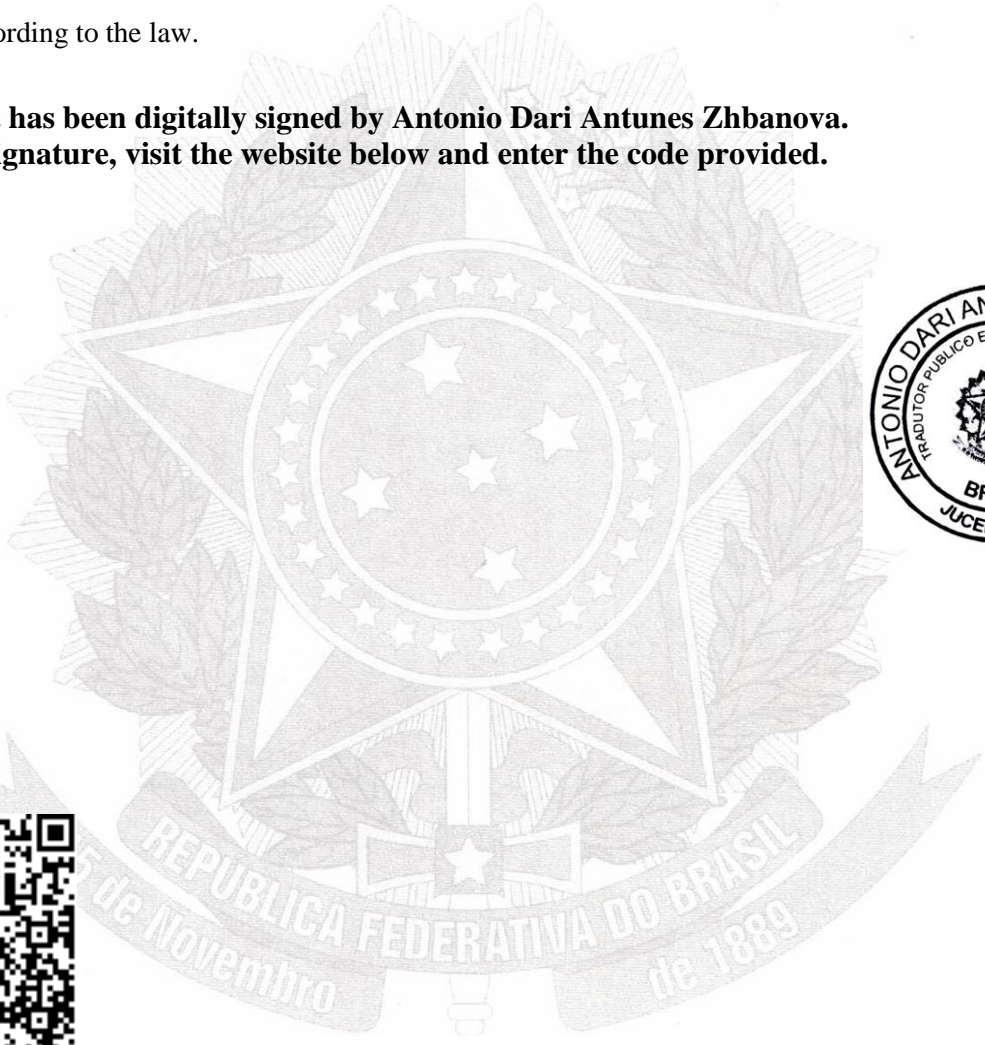 ording to the law.
has been digitally signed by Antonio Dari Antunes Zhbanova.
gnature, visit the website below and enter the code provided.
ANTONIO DARI AN
TRADUTOR PUBLICO E
BR
JUCE
REPUBLICA FEDERATIVA DO BRASIL
5 de Novembro
de 1889